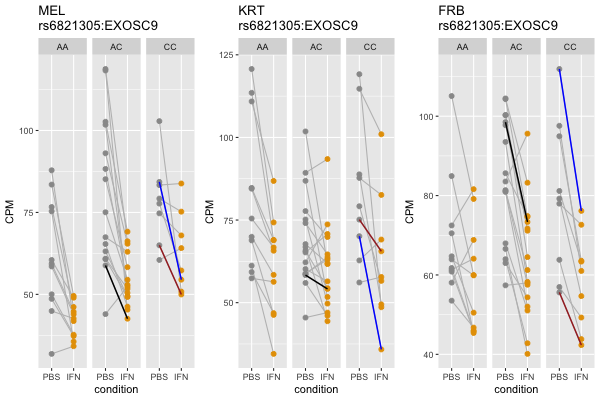 MEL
rs6821305:EXOSC9
AA AC CC
100
75
50
CPM
PBS IFN PBS IFN PBS IFN
condition
KRT
rs6821305:EXOSC9
AA AC CC
125
100
75
50
CPM
PBS IFN PBS IFN PBS IFN
condition
FRB
rs6821305:EXOSC9
AA AC CC
100
80
60
40
CPM
PBS IFN PBS IFN PBS IFN
condition